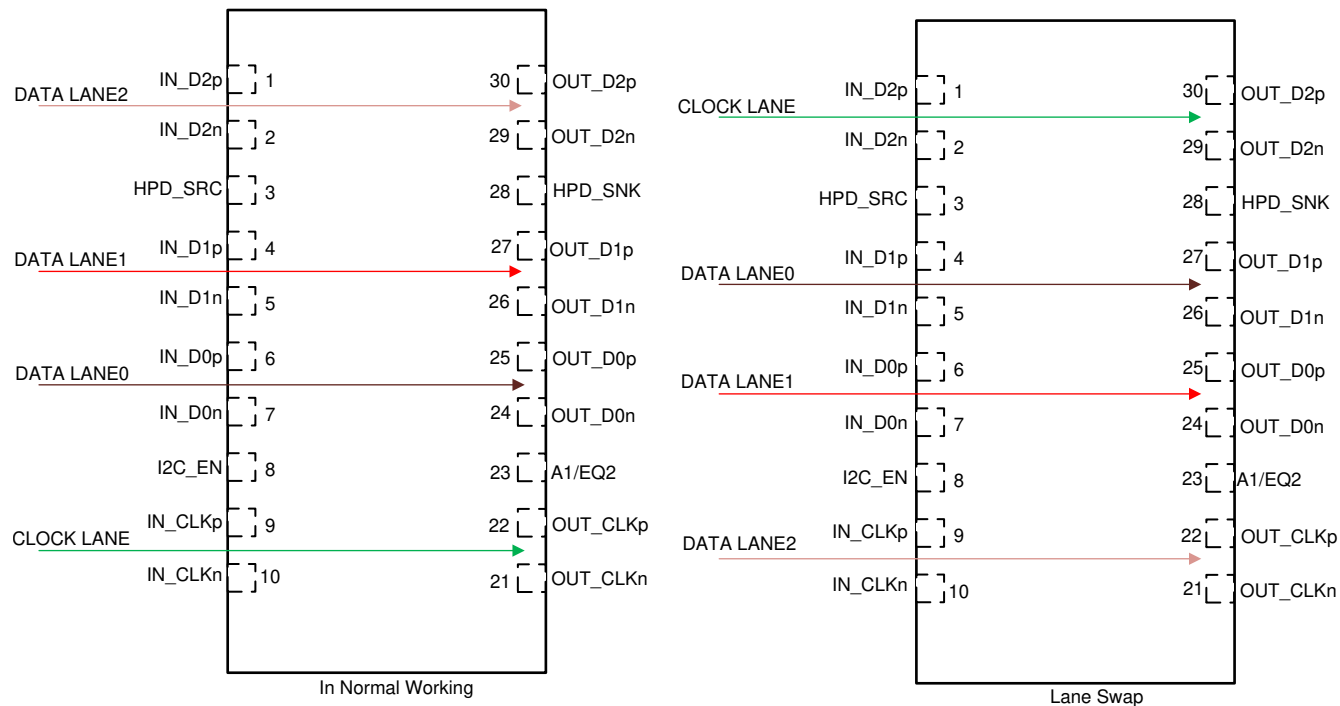 IN_D2p 1 30 OUT_D2p
DATA LANE2
IN_D2n 2 29 OUT_D2n
HPD_SRC 3 28 HPD_SNK
IN_D1p 4 27 OUT_D1p
DATA LANE1
IN_D1n 5 26 OUT_D1n
IN_D0p 6 25 OUT_D0p
DATA LANE0
IN_D0n 7 24 OUT_D0n
I2C_EN 8 23 A1/EQ2
IN_CLKp 9 22 OUT_CLKp
CLOCK LANE
IN_CLKn 10 21 OUT_CLKn
In Normal Working
IN_D2p 1 30 OUT_D2p
CLOCK LANE
IN_D2n 2 29 OUT_D2n
HPD_SRC 3 28 HPD_SNK
IN_D1p 4 27 OUT_D1p
DATA LANE0
IN_D1n 5 26 OUT_D1n
IN_D0p 6 25 OUT_D0p
DATA LANE1
IN_D0n 7 24 OUT_D0n
I2C_EN 8 23 A1/EQ2
IN_CLKp 9 22 OUT_CLKp
DATA LANE2
IN_CLKn 10 21 OUT_CLKn
Lane Swap